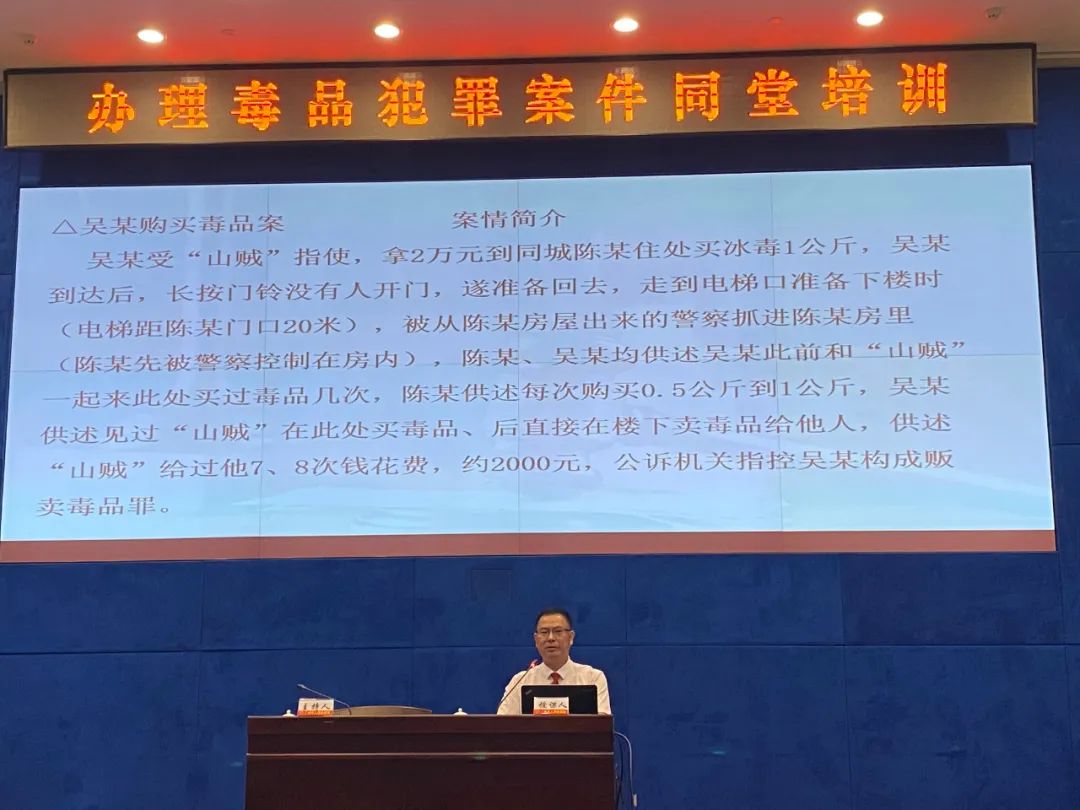 办理毒品犯罪案件同堂培训
△吴某购买毒品案 案情简介
吴某受“山贼”指使，拿2万元到同城陈某住处买冰毒1公斤，吴某
到达后，长按门铃没有人开门，遂准备回去，走到电梯口准备下楼时
（电梯距陈某门口20米），被从陈某房屋出来的警察抓进陈某房里
（陈某先被警察控制在房内），陈某、吴某均供述吴某此前和“山贼”
一起来此处买过毒品几次，陈某供述每次购买0.5公斤到1公斤，吴某
供述见过“山贼”在此处买毒品、后直接在楼下卖毒品给他人，供述
“山贼”给过他7、8次钱花费，约2000元，公诉机关指控吴某构成贩
卖毒品罪。
主持人
授课人